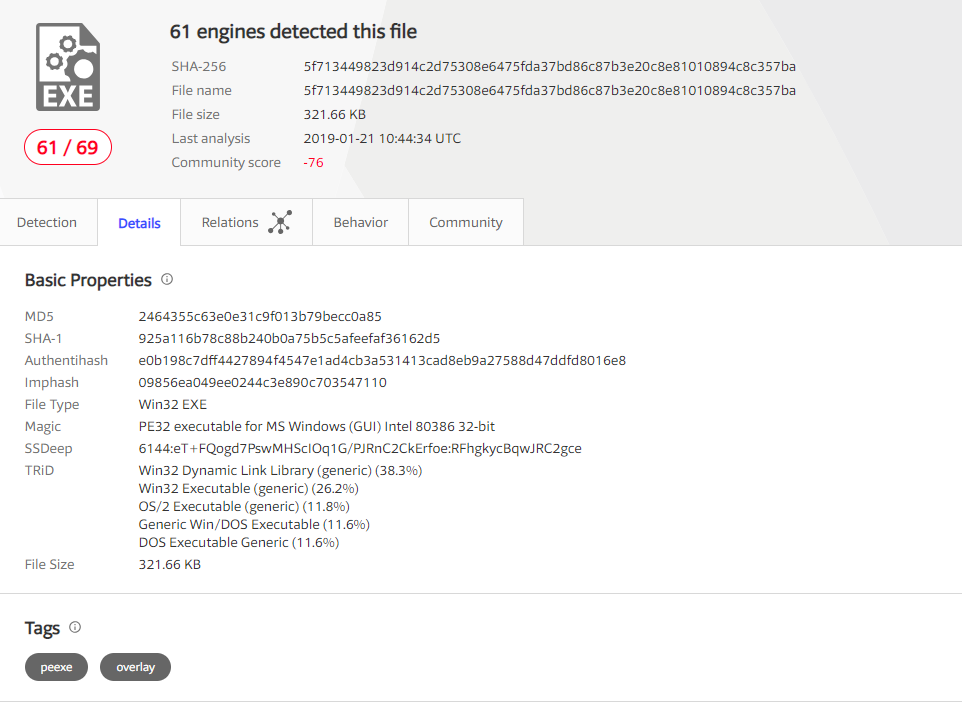 61 engines detected this file
EXE
61 / 69
SHA-256 5f713449823d914c2d75308e6475fda37bd86c87b3e20c8e81010894c8c357ba
File name 5f713449823d914c2d75308e6475fda37bd86c87b3e20c8e81010894c8c357ba
File size 321.66 KB
Last analysis 2019-01-21 10:44:34 UTC
Community score -76
Detection Details Relations Behavior Community
Basic Properties
MD5 2464355c63e0e31c9f013b79becc0a85
SHA-1 925a116b78c88b240b0a75b5c5afeefaf36162d5
Authentihash e0b198c7dff4427894f4547e1ad4cb3a531413cad8eb9a27588d47ddfd8016e8
Imphash 09856ea049ee0244c3e890c703547110
File Type Win32 EXE
Magic PE32 executable for MS Windows (GUI) Intel 80386 32-bit
SSDeep 6144:eT+FQogd7PswMHScIOq1G/PJRnC2CkErfoe:RFhgkycBqwJRC2gce
TRiD Win32 Dynamic Link Library (generic) (38.3%)
Win32 Executable (generic) (26.2%)
OS/2 Executable (generic) (11.8%)
Generic Win/DOS Executable (11.6%)
DOS Executable Generic (11.6%)
File Size 321.66 KB
Tags
peexe overlay